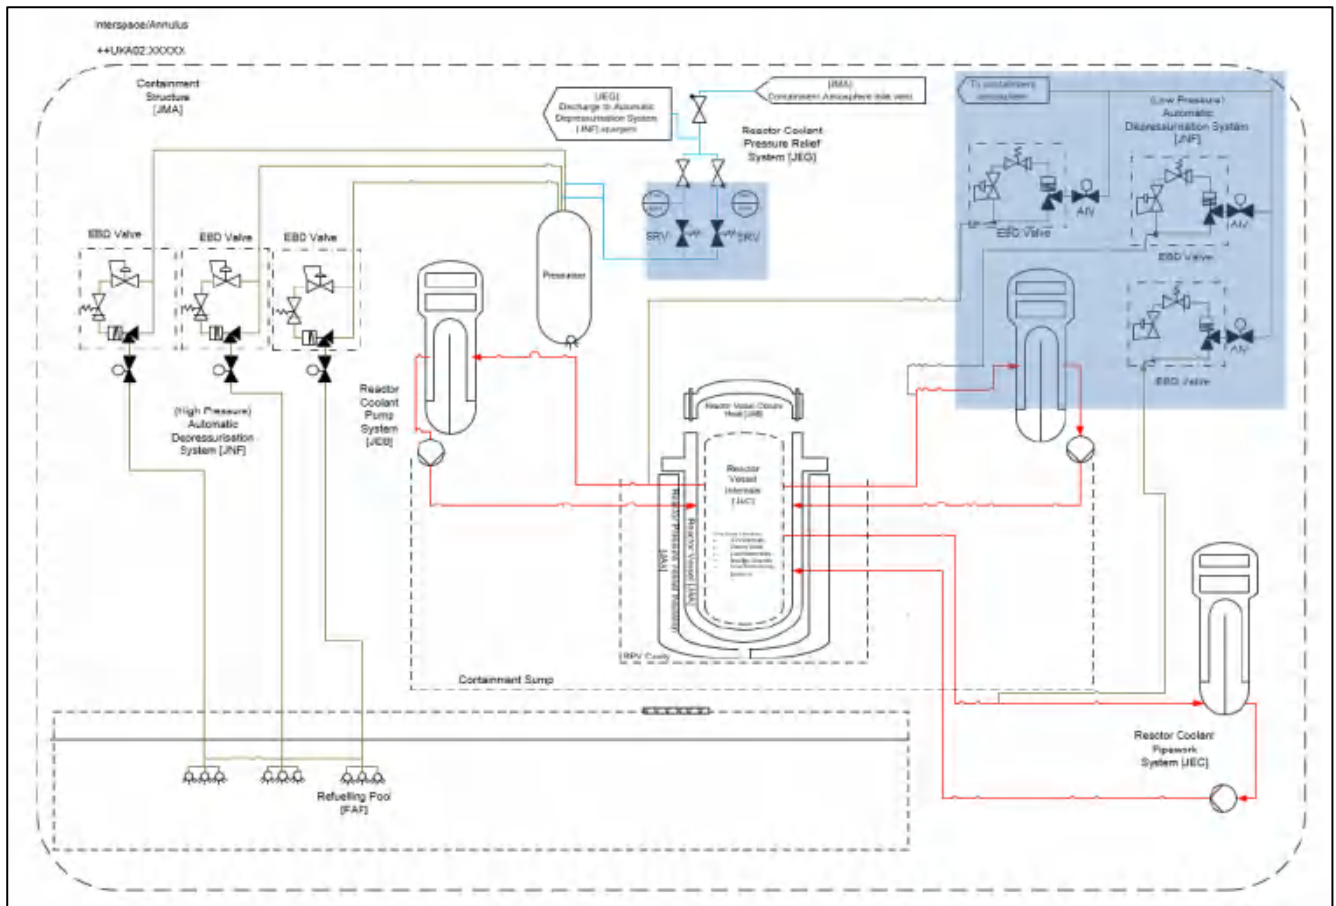 Interspace/Annulus
++UKA02:XXXXX
Containment
Structure
[JMA]
[JEG]
Discharge to Automatic
Depressurisation System
[JNF] spargers
[JMA]
Containment Atmosphere Inlet Vent
Reactor Coolant
Pressure Relief
System [JEG]
To containment
atmosphere
(Low Pressure)
Automatic
Depressurisation System
[JNF]
EBD Valve
EBD Valve
EBD Valve
SRV
SRV
Pressuriser
AIV
EBD Valve
AIV
EBD Valve
AIV
EBD Valve
(High Pressure)
Automatic
Depressurisation
System [JNF]
Reactor
Coolant
Pump
System
[JEB]
Reactor Vessel Closure
Head
Reactor
Vessel
Internals
[JAC]
Reactor Vessel [JAA]
RPV Cavity
Containment Sump
Refuelling Pool
[FAF]
Reactor Coolant
Pipework
System [JEC]